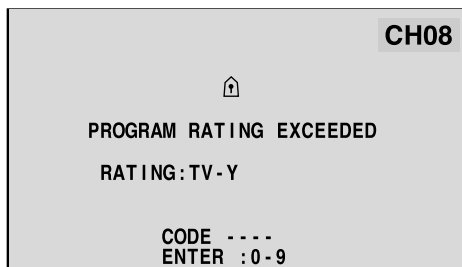 CH08
PROGRAM RATING EXCEEDED
RATING:TV-Y
CODE ----
ENTER :0-9